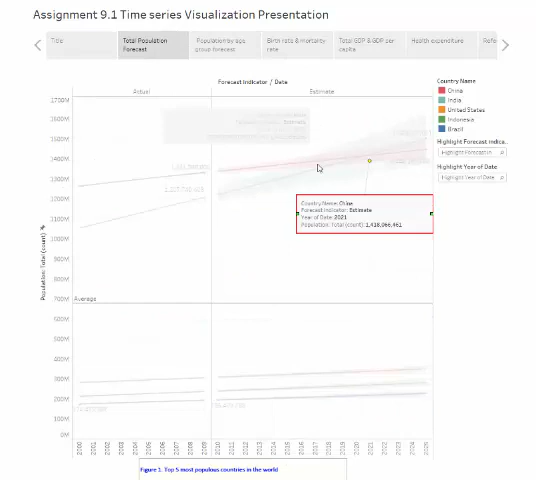 Assignment 9.1 Time series Visualization Presentation
Title
Total Population
Forecast
Population by age
group forecast
Birth rate & mortality
rate
Total GDP & GDP per
capita
Health expenditure
Refe
Forecast indicator / Date
Actual
Estimate
Country Name
China
India
United States
Indonesia
Brazil
Highlight Forecast indica..
Highlight Forecast in
Highlight Year of Date
Highlight Year of Date
Population: Total (count)
1700M
1600M
1500M
1400M
1300M
1200M
1100M
1000M
900M
800M
700M
Average
Country Name: China
Forecast indicator: Estimate
Year of Date: 2021
Population: Total (count): 1,418,066,461
600M
500M
400M
300M
200M
100M
0M
2000 2001 2002 2003 2004 2005 2006 2007 2008 2009 2010 2011 2012 2013 2014 2015 2016 2017 2018 2019 2020 2021 2022 2023 2024 2025
Figure 1. Top 5 most populous countries in the world